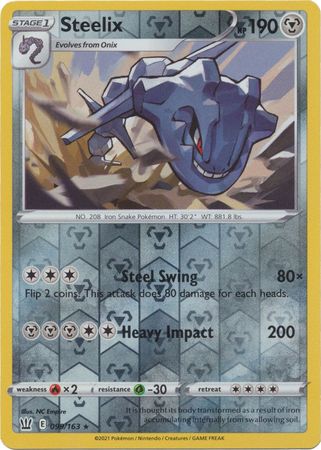 STAGE 1 Steelix HP 190
Evolves from Onix
NO. 208 Iron Snake Pokémon HT: 30'2" WT: 881.8 lbs.
Steel Swing 80×
Flip 2 coins. This attack does 80 damage for each heads.
Heavy Impact 200
weakness ×2 resistance -30 retreat
Illus. NC Empire
It is thought its body transformed as a result of iron
accumulating internally from swallowing soil.
E 099/163 ★
©2021 Pokémon / Nintendo / Creatures / GAME FREAK